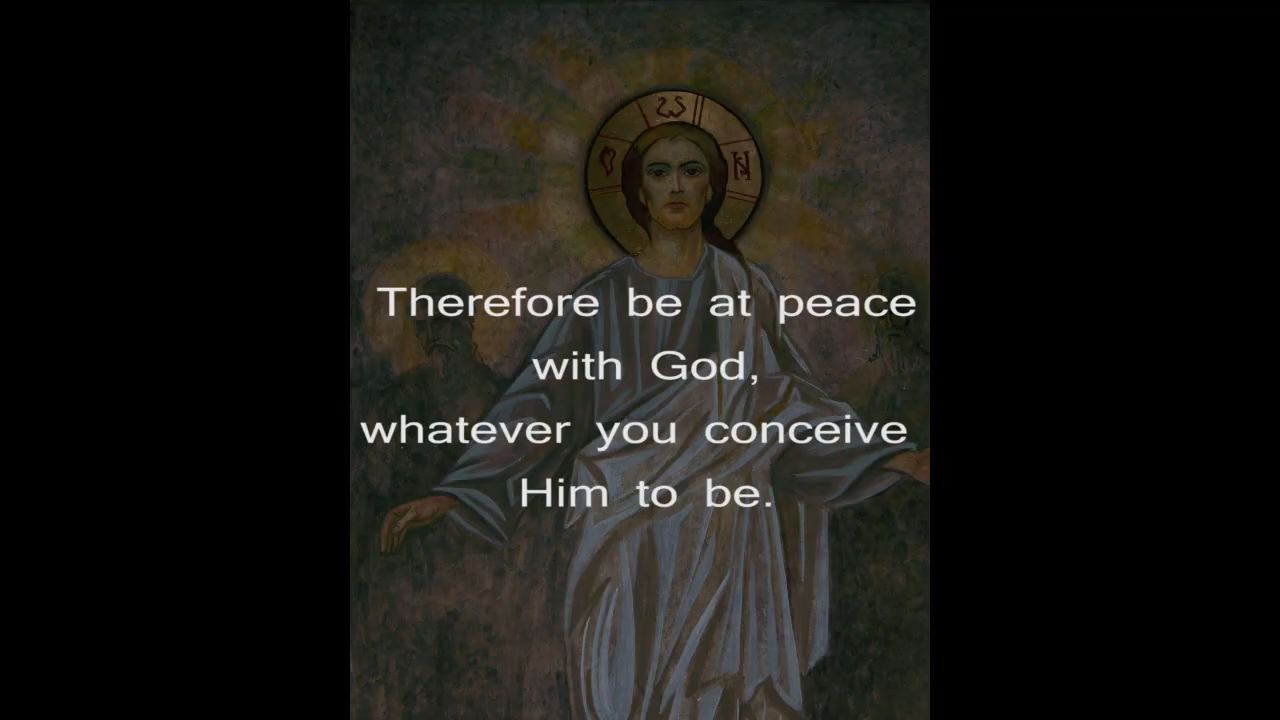 ω
Ο Ν
Therefore be at peace
with God,
whatever you conceive
Him to be.